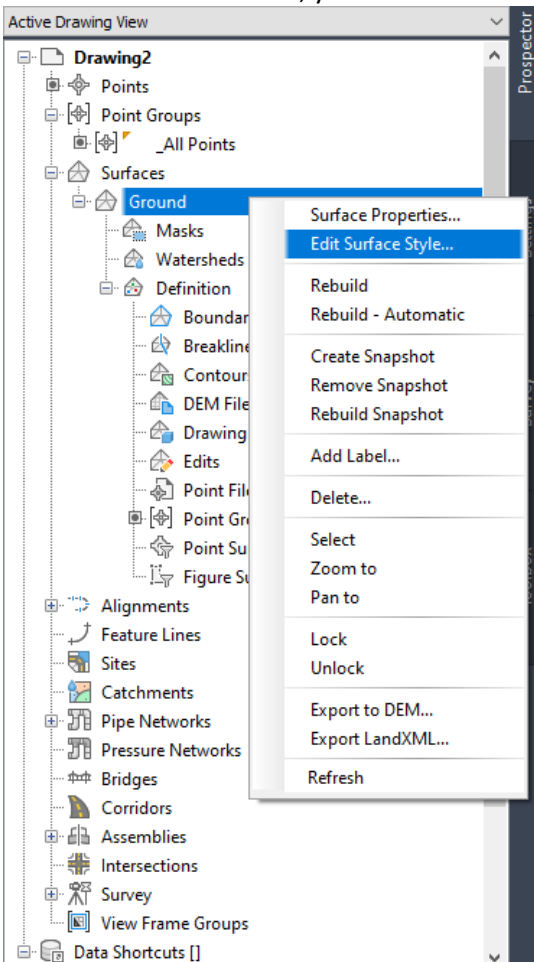 Active Drawing View
Prospector
Drawing2
Points
Point Groups
_All Points
Surfaces
Ground
Masks
Watersheds
Definition
Boundar
Breakline
Contour
DEM File
Drawing
Edits
Point File
Point Gr
Point Su
Figure Su
Alignments
Feature Lines
Sites
Catchments
Pipe Networks
Pressure Networks
Bridges
Corridors
Assemblies
Intersections
Survey
View Frame Groups
Data Shortcuts []
Surface Properties...
Edit Surface Style...
Rebuild
Rebuild - Automatic
Create Snapshot
Remove Snapshot
Rebuild Snapshot
Add Label...
Delete...
Select
Zoom to
Pan to
Lock
Unlock
Export to DEM...
Export LandXML...
Refresh